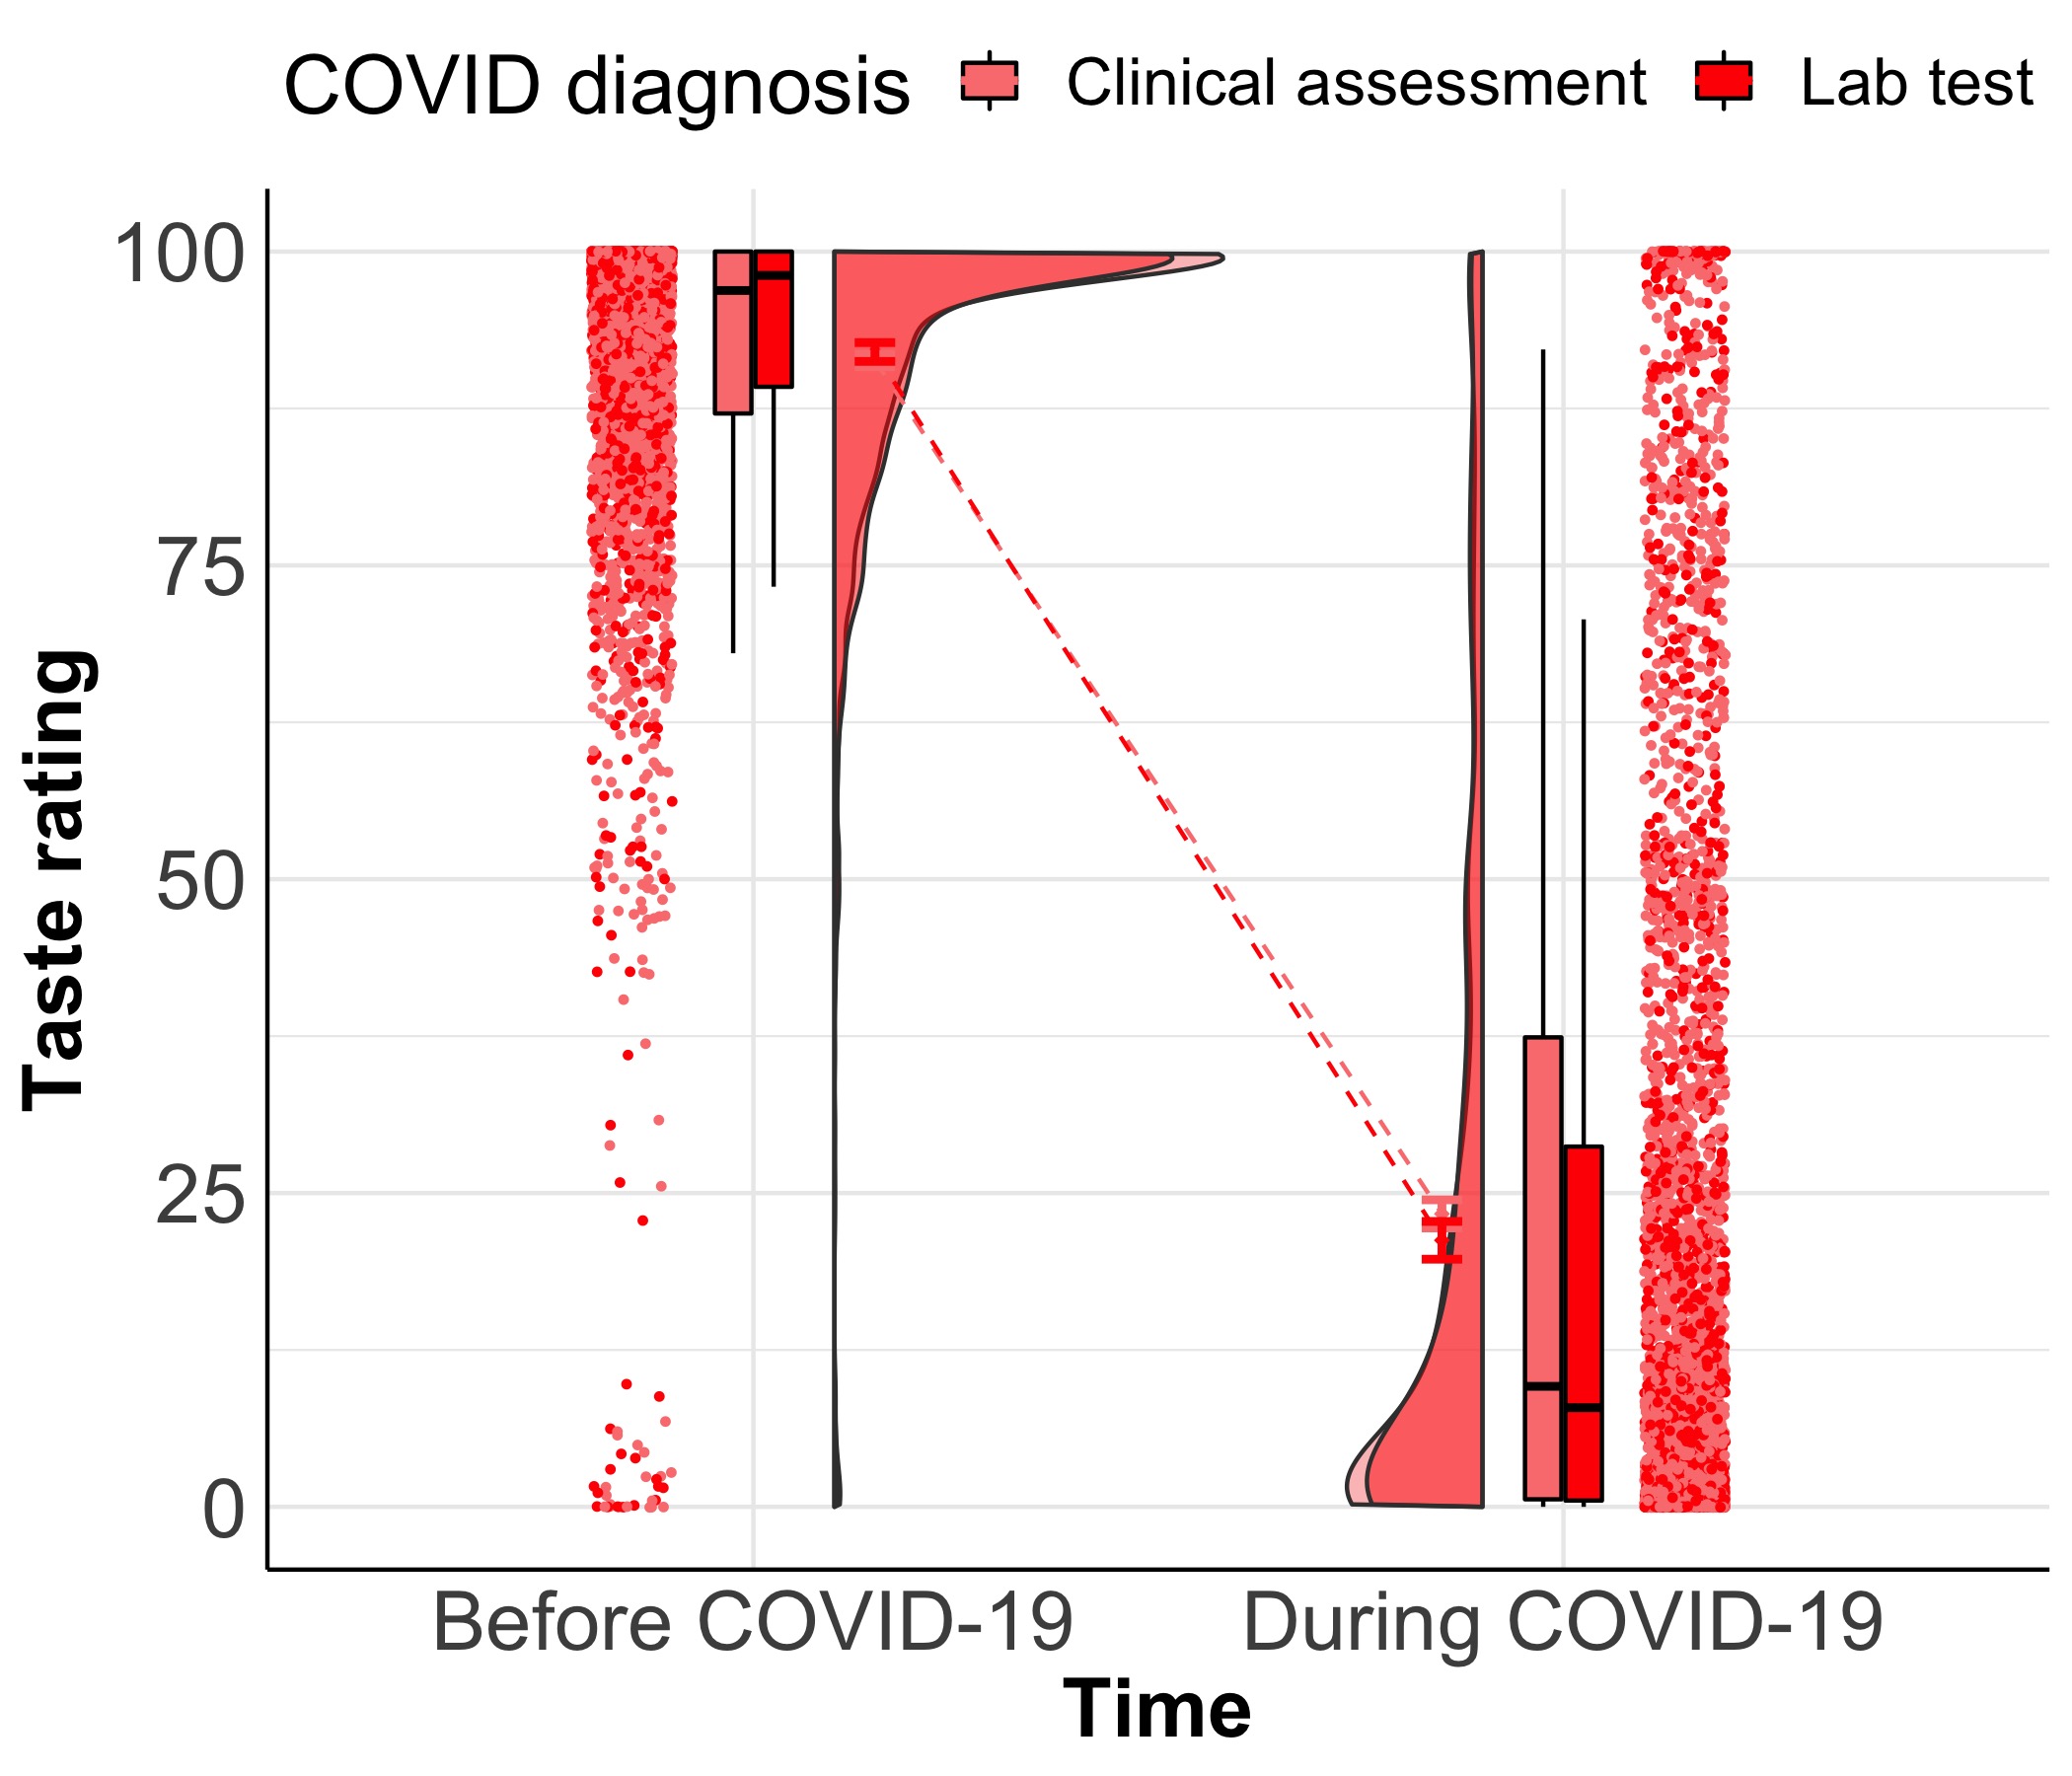 COVID diagnosis Clinical assessment Lab test
100
75
50
25
0
Taste rating
Before COVID-19 During COVID-19
Time